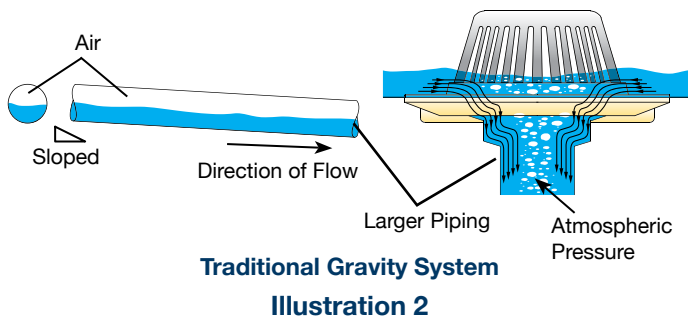 Air
Sloped
Direction of Flow
Larger Piping
Atmospheric
Pressure
Traditional Gravity System
Illustration 2